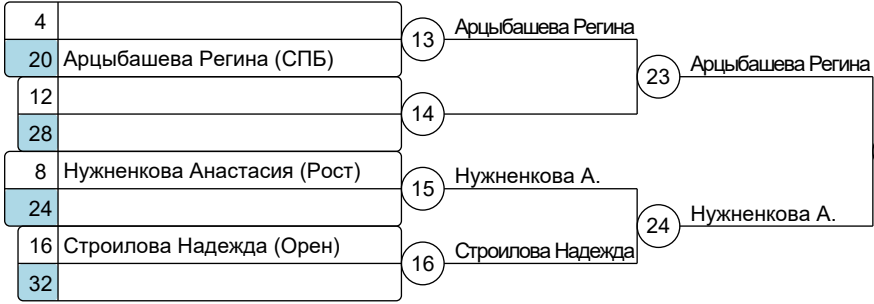 4
20 Арцыбашева Регина (СПБ)
12
28
8 Нужненкова Анастасия (Рост)
24
16 Строилова Надежда (Орен)
32
13 Арцыбашева Регина
14
15 Нужненкова А.
16 Строилова Надежда
23 Арцыбашева Регина
24 Нужненкова А.